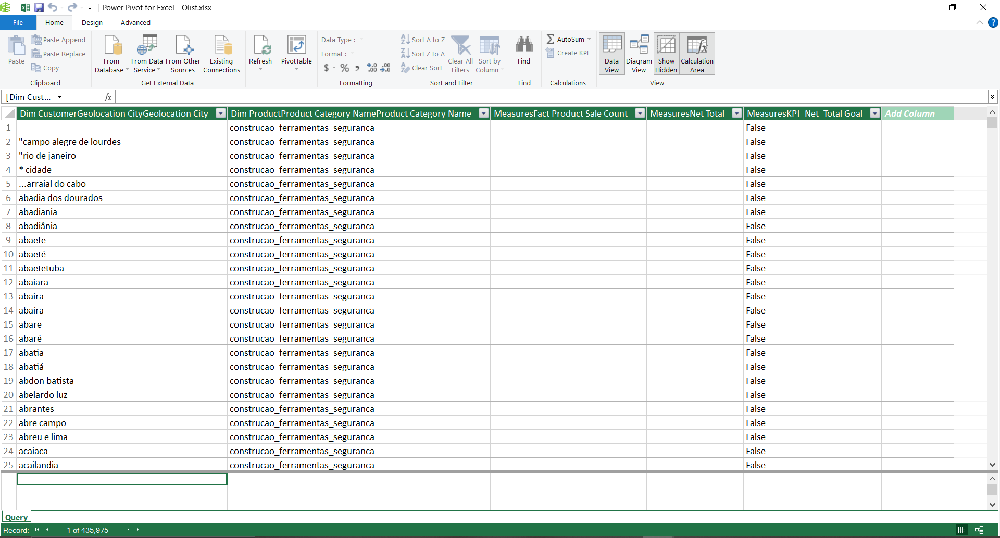 Power Pivot for Excel - Olist.xlsx
File Home Design Advanced
Paste Paste Append Paste Replace Copy
From Database From Data Service From Other Sources Existing Connections
Refresh
PivotTable
Data Type :
Format :
$ % ,
Sort A to Z
Sort Z to A
Clear Sort
Clear All Filters
Sort by Column
Find
AutoSum
Create KPI
Data View
Diagram View
Show Hidden
Calculation Area
Clipboard Get External Data Formatting Sort and Filter Find Calculations View
[Dim Cust... fx
Dim CustomerGeolocation CityGeolocation City Dim ProductProduct Category NameProduct Category Name MeasuresFact Product Sale Count MeasuresNet Total MeasuresKPI_Net_Total Goal Add Column
1 construcao_ferramentas_seguranca False
2 "campo alegre de lourdes construcao_ferramentas_seguranca False
3 "rio de janeiro construcao_ferramentas_seguranca False
4 * cidade construcao_ferramentas_seguranca False
5 ...arraial do cabo construcao_ferramentas_seguranca False
6 abadia dos dourados construcao_ferramentas_seguranca False
7 abadiania construcao_ferramentas_seguranca False
8 abadiânia construcao_ferramentas_seguranca False
9 abaete construcao_ferramentas_seguranca False
10 abaeté construcao_ferramentas_seguranca False
11 abaetetuba construcao_ferramentas_seguranca False
12 abaiara construcao_ferramentas_seguranca False
13 abaira construcao_ferramentas_seguranca False
14 abaíra construcao_ferramentas_seguranca False
15 abare construcao_ferramentas_seguranca False
16 abaré construcao_ferramentas_seguranca False
17 abatia construcao_ferramentas_seguranca False
18 abatiá construcao_ferramentas_seguranca False
19 abdon batista construcao_ferramentas_seguranca False
20 abelardo luz construcao_ferramentas_seguranca False
21 abrantes construcao_ferramentas_seguranca False
22 abre campo construcao_ferramentas_seguranca False
23 abreu e lima construcao_ferramentas_seguranca False
24 acaiaca construcao_ferramentas_seguranca False
25 acailandia construcao_ferramentas_seguranca False
Query
Record: 1 of 435,975